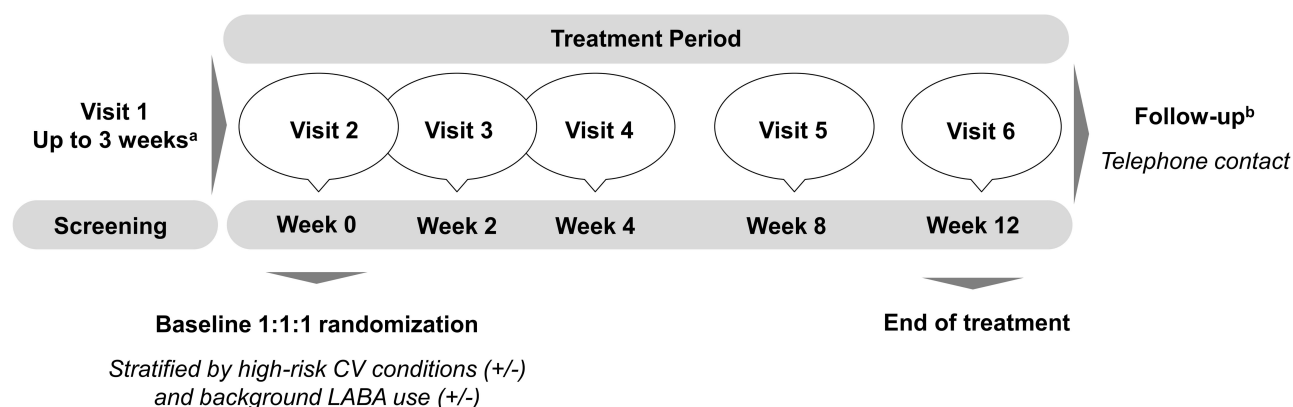 Treatment Period
Visit 1
Up to 3 weeksᵃ
Visit 2
Visit 3
Visit 4
Visit 5
Visit 6
Follow-upᵇ
Telephone contact
Screening
Week 0
Week 2
Week 4
Week 8
Week 12
Baseline 1:1:1 randomization
End of treatment
Stratified by high-risk CV conditions (+/-)
and background LABA use (+/-)